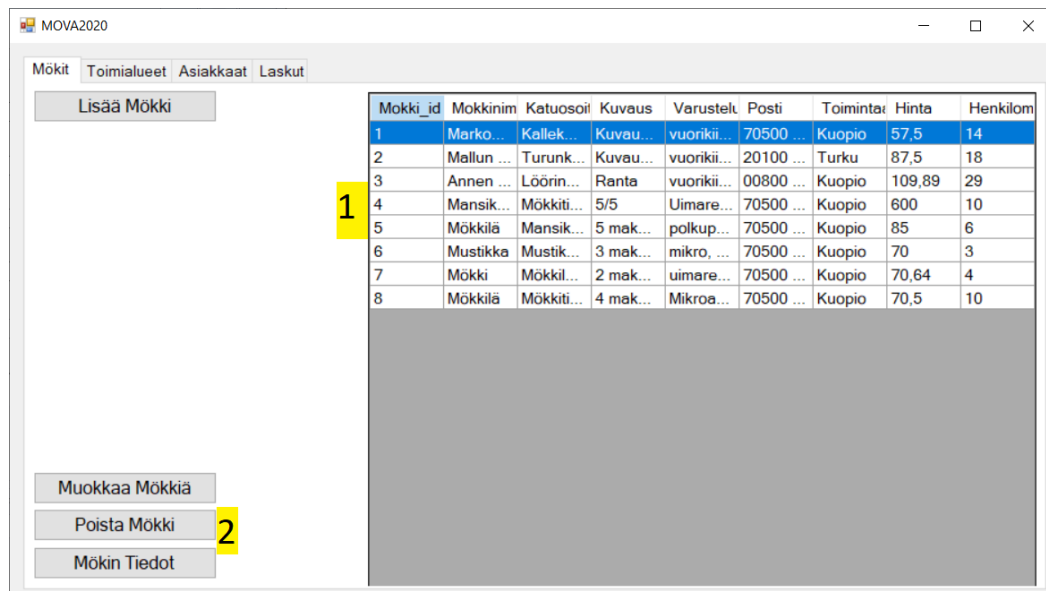 MOVA2020
Mökit Toimialueet Asiakkaat Laskut
Lisää Mökki
Mokki_id Mokkinim Katuosoit Kuvaus Varustelu Posti Toimintaa Hinta Henkilom
1 Marko... Kallek... Kuvau... vuorikii... 70500 ... Kuopio 57,5 14
2 Mallun ... Turunk... Kuvau... vuorikii... 20100 ... Turku 87,5 18
3 Annen ... Löörin... Ranta vuorikii... 00800 ... Kuopio 109,89 29
1
4 Mansik... Mökkiti... 5/5 Uimare... 70500 ... Kuopio 600 10
5 Mökkilä Mansik... 5 mak... polkup... 70500 ... Kuopio 85 6
6 Mustikka Mustik... 3 mak... mikro, ... 70500 ... Kuopio 70 3
7 Mökki Mökkil... 2 mak... uimare... 70500 ... Kuopio 70,64 4
8 Mökkilä Mökkiti... 4 mak... Mikroa... 70500 ... Kuopio 70,5 10
Muokkaa Mökkiä
Poista Mökki
2
Mökin Tiedot